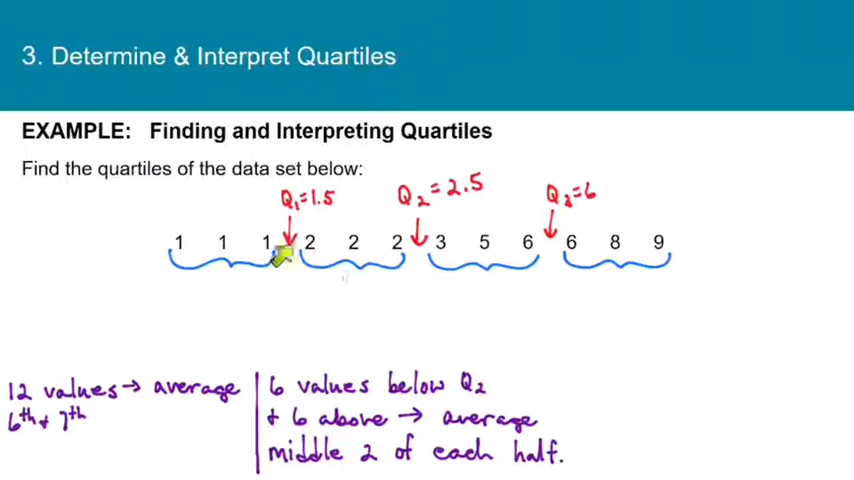 3. Determine & Interpret Quartiles
EXAMPLE: Finding and Interpreting Quartiles
Find the quartiles of the data set below:
Q₁=1.5 Q₂=2.5 Q₃=6
1 1 1 2 2 2 3 5 6 6 8 9
12 values → average
6th + 7th
6 values below Q₂
+ 6 above → average
middle 2 of each half.